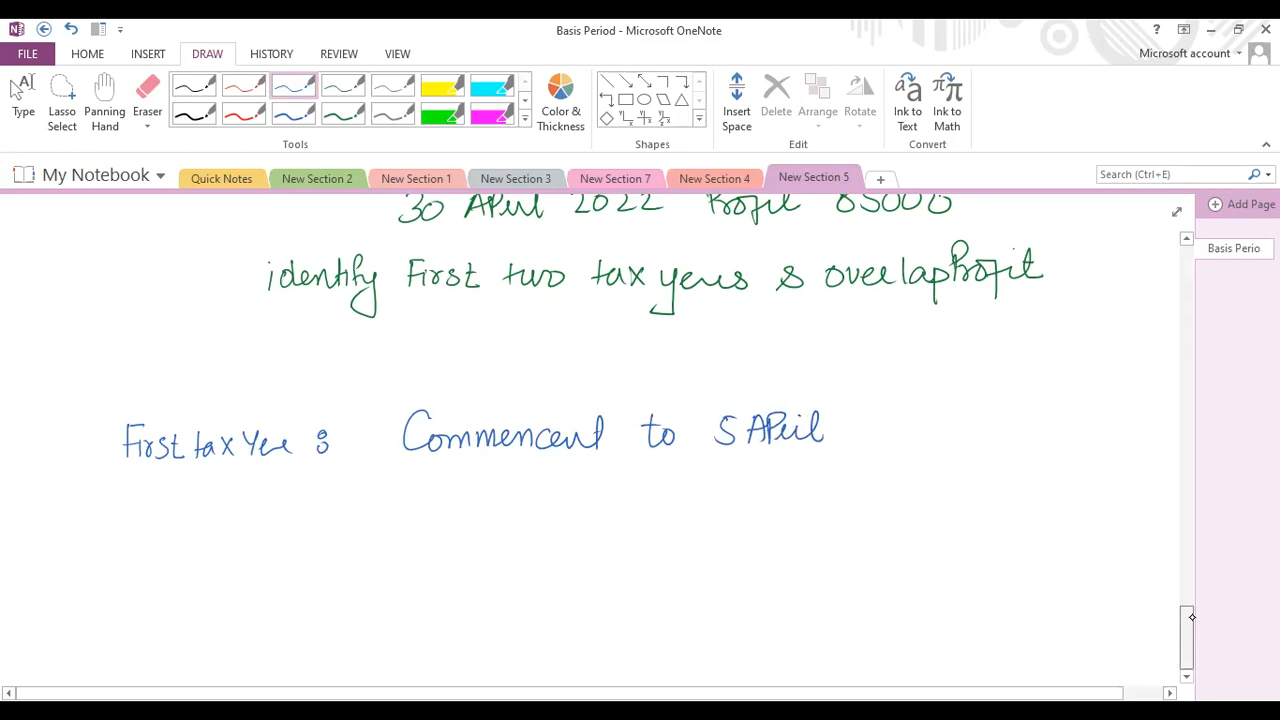 Basis Period - Microsoft OneNote
FILE HOME INSERT DRAW HISTORY REVIEW VIEW Microsoft account
Type Lasso Select Panning Hand Eraser Color & Thickness Insert Space Delete Arrange Rotate Ink to Text Ink to Math
Tools Shapes Edit Convert
My Notebook Quick Notes New Section 2 New Section 1 New Section 3 New Section 7 New Section 4 New Section 5 Search (Ctrl+E)
Add Page
Basis Perio
30 APril 2022 Profit 85000
identify First two tax years & overlap Profit
First tax Yer : Commencent to 5 APril